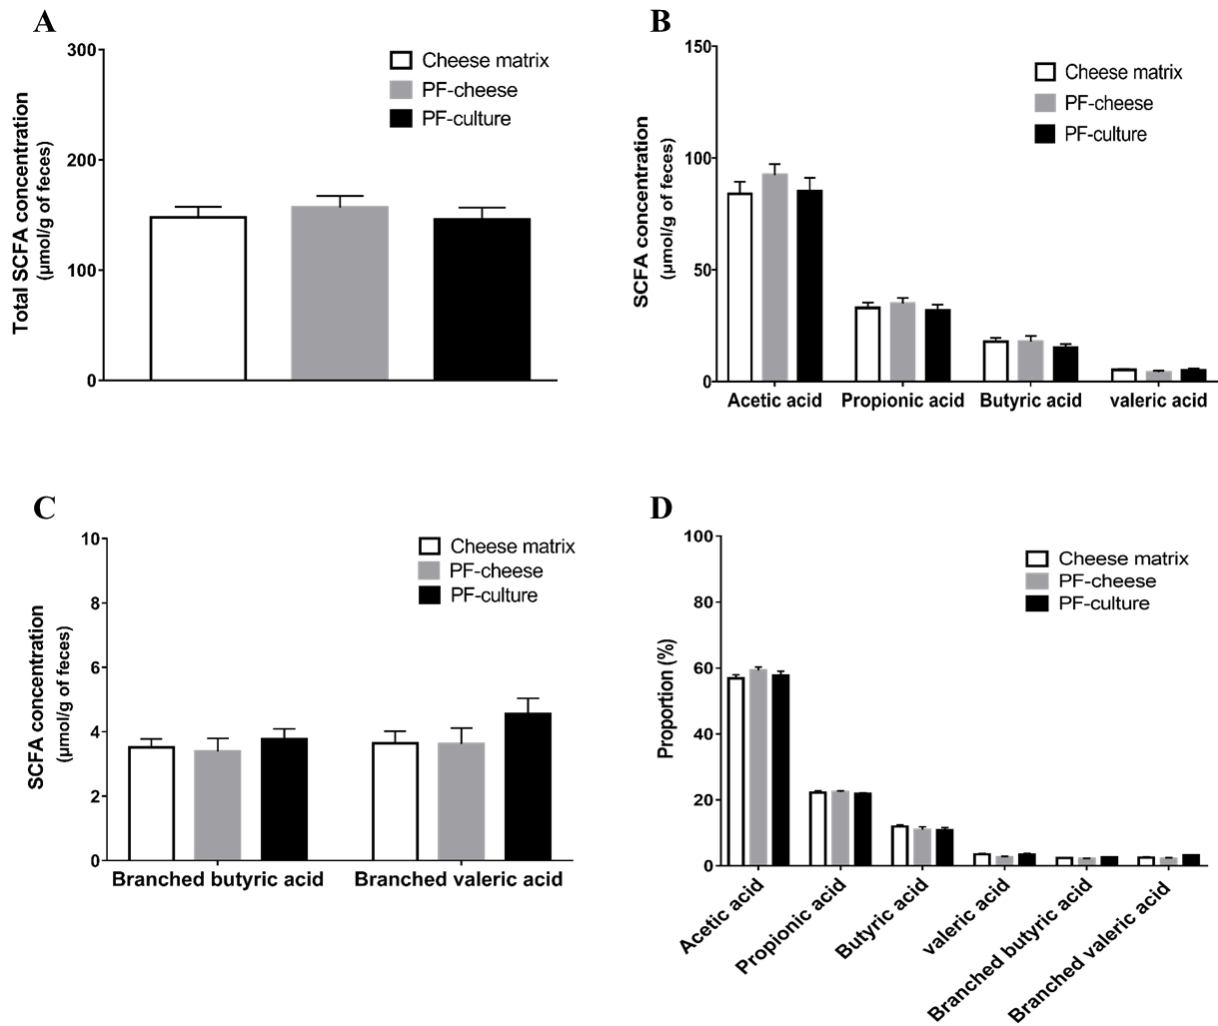 A
Total SCFA concentration
(µmol/g of feces)
300
200
100
0
Cheese matrix
PF-cheese
PF-culture
B
SCFA concentration
(µmol/g of feces)
150
100
50
0
Cheese matrix
PF-cheese
PF-culture
Acetic acid Propionic acid Butyric acid valeric acid
C
SCFA concentration
(µmol/g of feces)
10
8
6
4
2
0
Cheese matrix
PF-cheese
PF-culture
Branched butyric acid Branched valeric acid
D
Proportion (%)
100
80
60
40
20
0
Cheese matrix
PF-cheese
PF-culture
Acetic acid
Propionic acid
Butyric acid
valeric acid
Branched butyric acid
Branched valeric acid